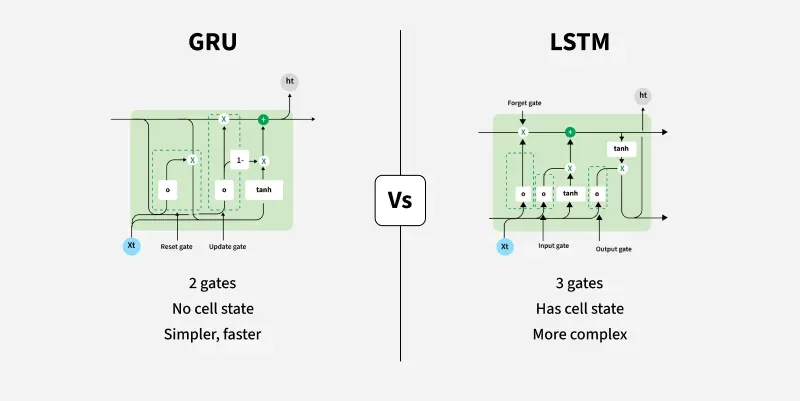 GRU
ht
X
+
1-
X
X
o
o
tanh
Xt
Reset gate
Update gate
2 gates
No cell state
Simpler, faster
Vs
LSTM
ht
Forget gate
X
+
tanh
X
X
o
o
tanh
o
Xt
Input gate
Output gate
3 gates
Has cell state
More complex